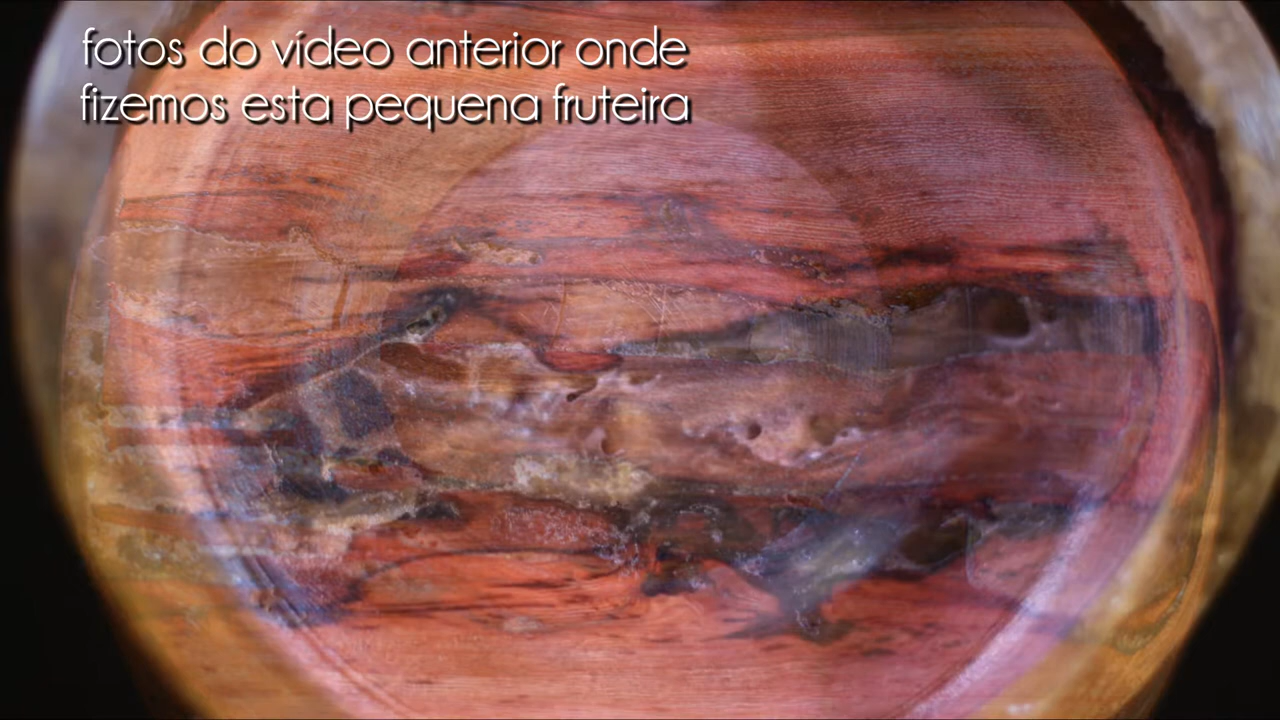 fotos do vídeo anterior onde
fizemos esta pequena fruteira